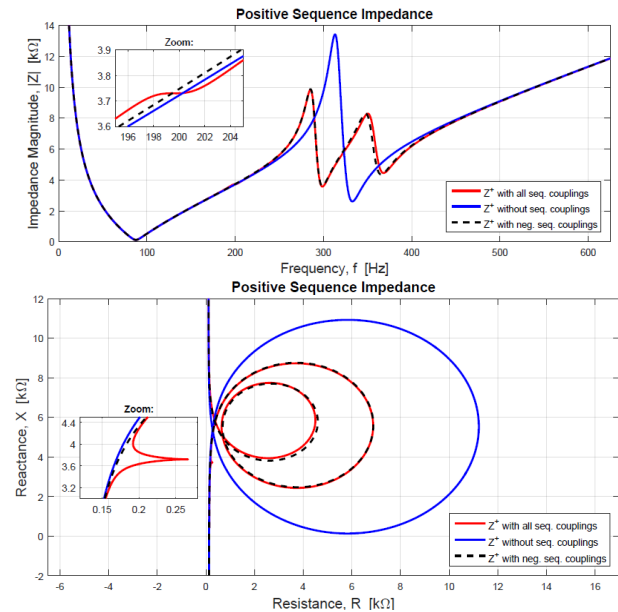 Positive Sequence Impedance
Impedance Magnitude, |Z| [kΩ]
14
12
10
8
6
4
2
0
Zoom:
3.9
3.8
3.7
3.6
196 198 200 202 204
Z+ with all seq. couplings
Z+ without seq. couplings
Z+ with neg. seq. couplings
0 100 200 300 400 500 600
Frequency, f [Hz]
Positive Sequence Impedance
Reactance, X [kΩ]
12
10
8
6
4
2
0
-2
Zoom:
4.4
4
3.6
3.2
0.15 0.2 0.25
Z+ with all seq. couplings
Z+ without seq. couplings
Z+ with neg. seq. couplings
-6 -4 -2 0 2 4 6 8 10 12 14 16
Resistance, R [kΩ]